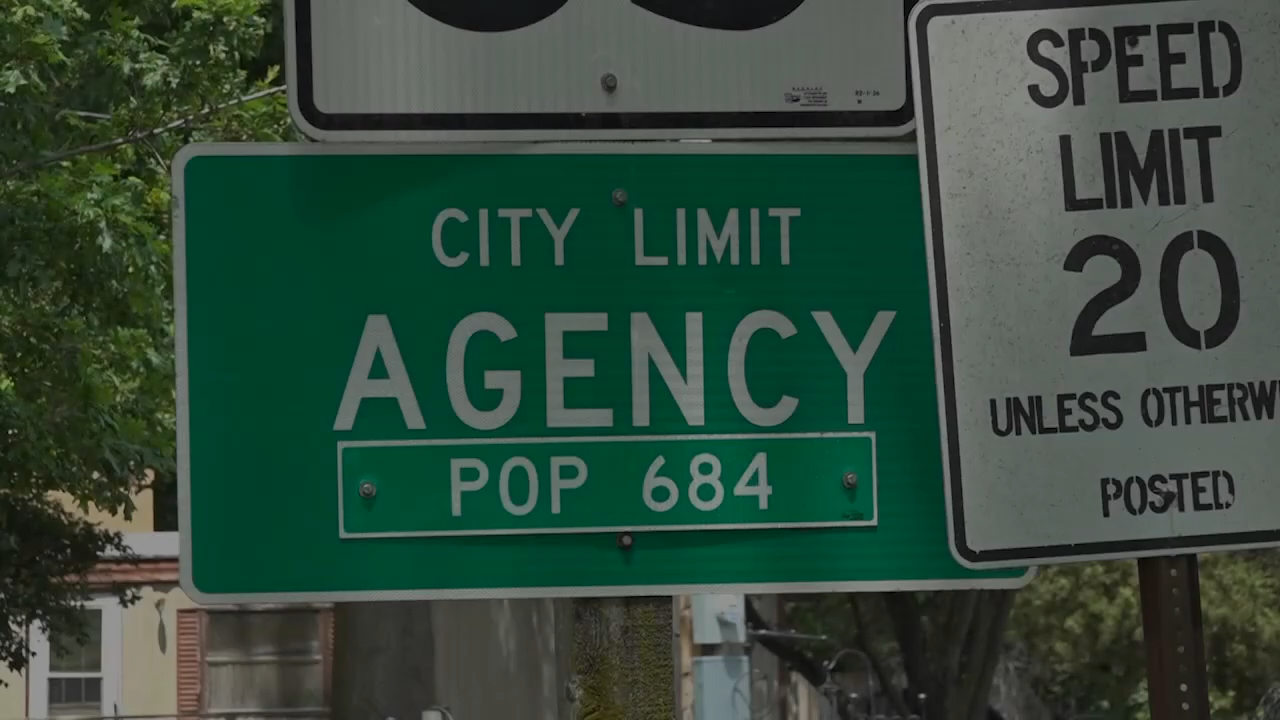 CITY LIMIT
AGENCY
POP 684
SPEED
LIMIT
20
UNLESS OTHERW
POSTED